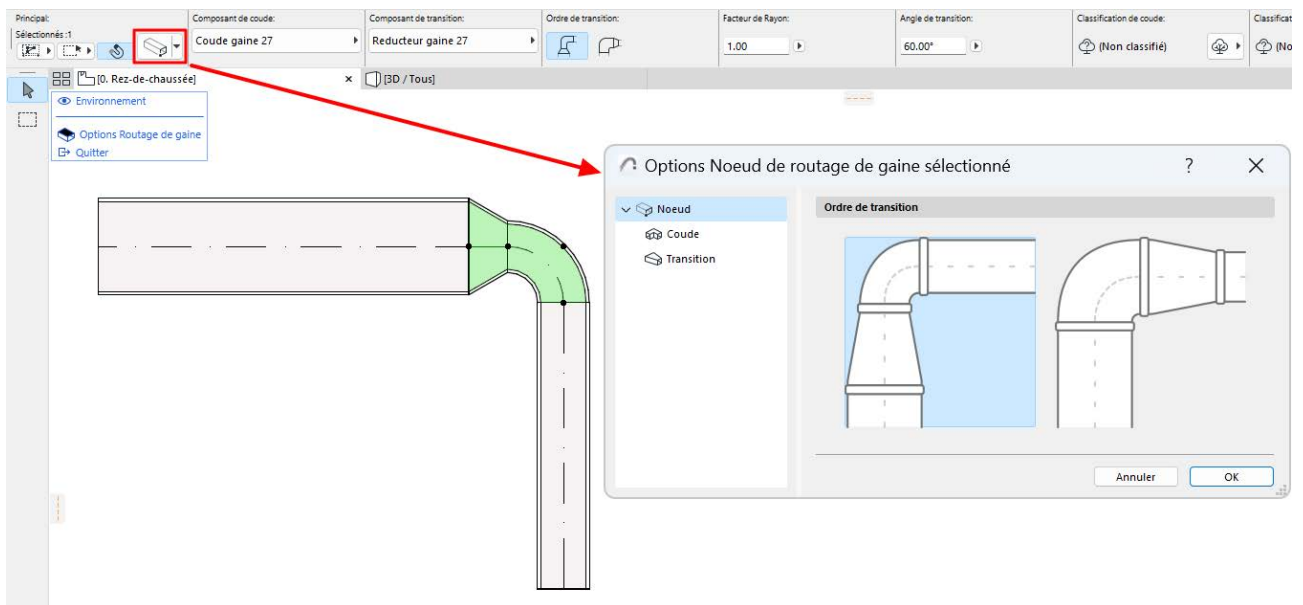 Principal:
Composant de coude:
Composant de transition:
Ordre de transition:
Facteur de Rayon:
Angle de transition:
Classification de coude:
Classificat
Sélectionnés :1
Coude gaine 27
Reducteur gaine 27
1.00
60.00°
(Non classifié)
(No
[0. Rez-de-chaussée]
[3D / Tous]
Environnement
Options Routage de gaine
Quitter
Options Noeud de routage de gaine sélectionné
?
Noeud
Coude
Transition
Ordre de transition
Annuler
OK